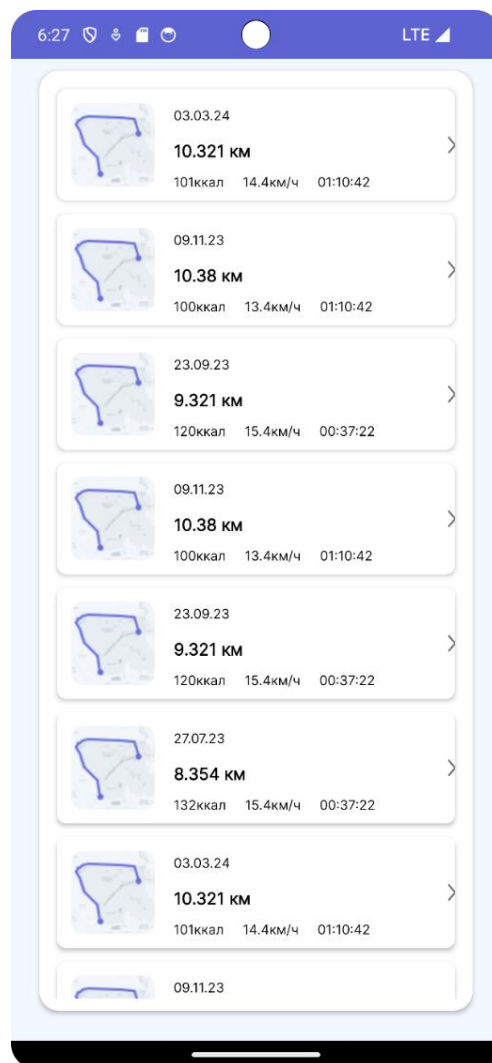 6:27 LTE
03.03.24
10.321 км
101ккал 14.4км/ч 01:10:42
09.11.23
10.38 км
100ккал 13.4км/ч 01:10:42
23.09.23
9.321 км
120ккал 15.4км/ч 00:37:22
09.11.23
10.38 км
100ккал 13.4км/ч 01:10:42
23.09.23
9.321 км
120ккал 15.4км/ч 00:37:22
27.07.23
8.354 км
132ккал 15.4км/ч 00:37:22
03.03.24
10.321 км
101ккал 14.4км/ч 01:10:42
09.11.23